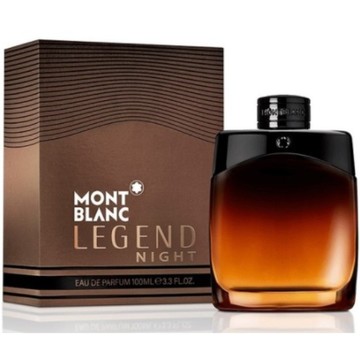 MONT
BLANC
LEGEND
NIGHT
EAU DE PARFUM 100ML℮3.3 FL.OZ.